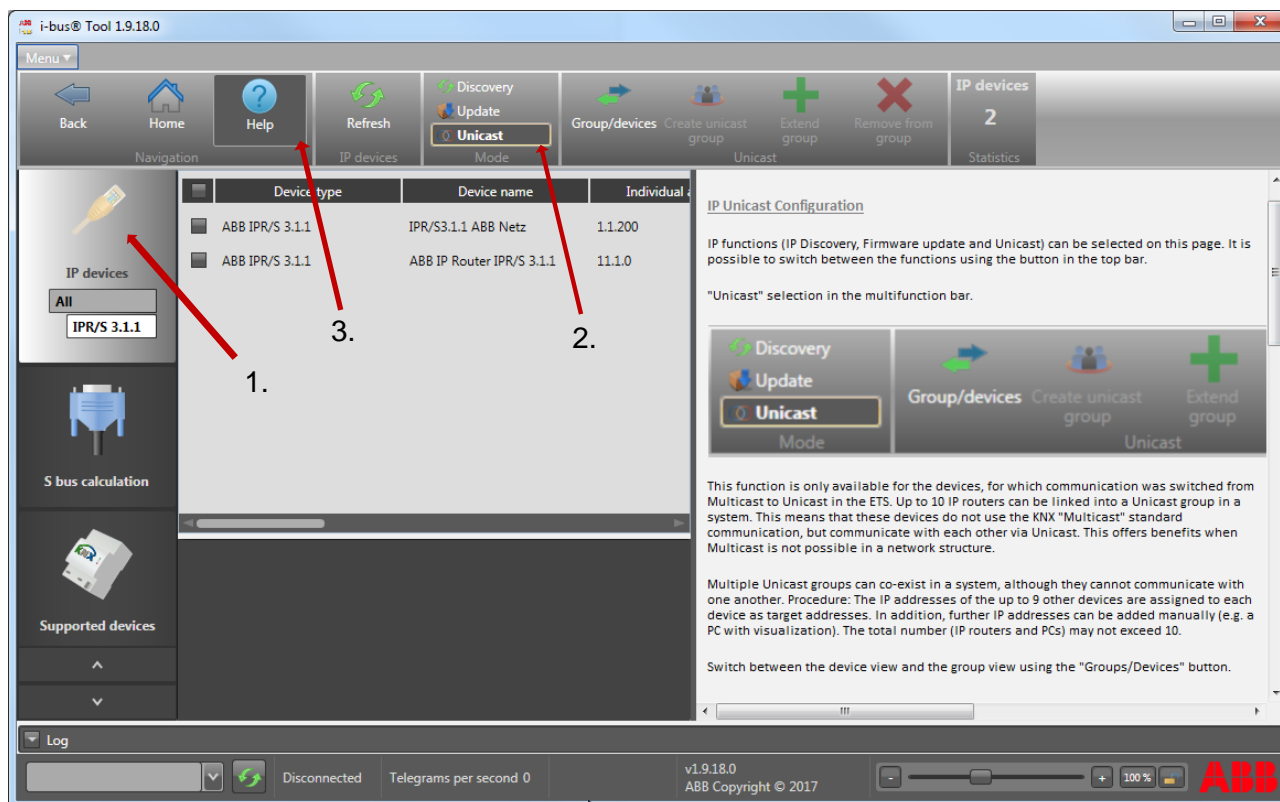 i-bus® Tool 1.9.18.0
Menu
Back
Home
Help
Navigation
Refresh
IP devices
Discovery
Update
Unicast
Mode
Group/devices
Create unicast
group
Extend
group
Remove from
group
Unicast
IP devices
2
Statistics
IP devices
All
IPR/S 3.1.1
S bus calculation
Supported devices
Device type
Device name
Individual
ABB IPR/S 3.1.1
IPR/S3.1.1 ABB Netz
1.1.200
ABB IPR/S 3.1.1
ABB IP Router IPR/S 3.1.1
11.1.0
1.
3.
2.
IP Unicast Configuration
IP functions (IP Discovery, Firmware update and Unicast) can be selected on this page. It is
possible to switch between the functions using the button in the top bar.
"Unicast" selection in the multifunction bar.
Discovery
Update
Unicast
Mode
Group/devices
Create unicast
group
Extend
group
Unicast
This function is only available for the devices, for which communication was switched from
Multicast to Unicast in the ETS. Up to 10 IP routers can be linked into a Unicast group in a
system. This means that these devices do not use the KNX "Multicast" standard
communication, but communicate with each other via Unicast. This offers benefits when
Multicast is not possible in a network structure.
Multiple Unicast groups can co-exist in a system, although they cannot communicate with
one another. Procedure: The IP addresses of the up to 9 other devices are assigned to each
device as target addresses. In addition, further IP addresses can be added manually (e.g. a
PC with visualization). The total number (IP routers and PCs) may not exceed 10.
Switch between the device view and the group view using the "Groups/Devices" button.
Log
Disconnected
Telegrams per second 0
v1.9.18.0
ABB Copyright © 2017
-
+
100 %
ABB